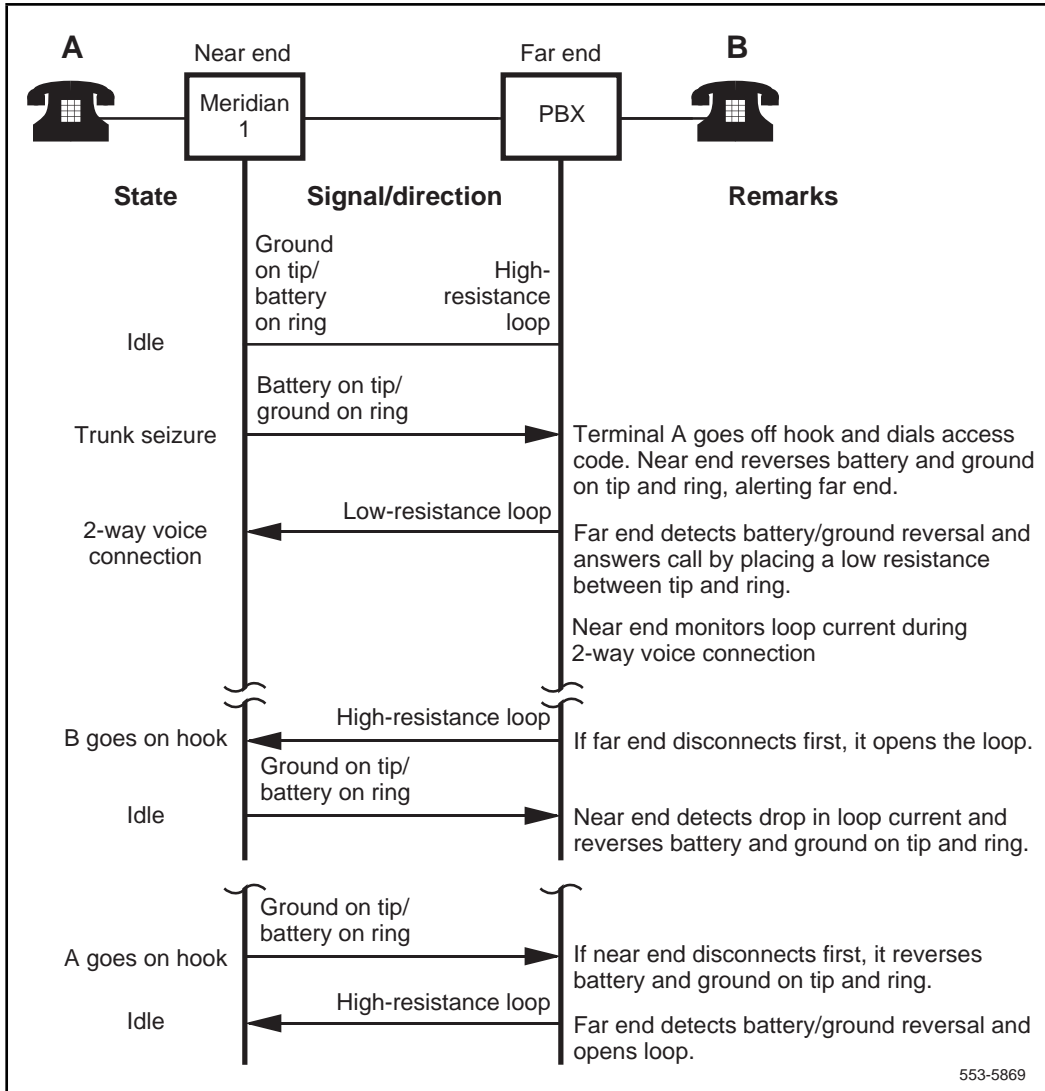 A
Near end
Far end
B
Meridian
1
PBX
State
Signal/direction
Remarks
Ground
on tip/
battery
on ring
High-
resistance
loop
Idle
Battery on tip/
ground on ring
Trunk seizure
Terminal A goes off hook and dials access
code. Near end reverses battery and ground
on tip and ring, alerting far end.
Low-resistance loop
2-way voice
connection
Far end detects battery/ground reversal and
answers call by placing a low resistance
between tip and ring.
Near end monitors loop current during
2-way voice connection
High-resistance loop
B goes on hook
If far end disconnects first, it opens the loop.
Ground on tip/
battery on ring
Idle
Near end detects drop in loop current and
reverses battery and ground on tip and ring.
Ground on tip/
battery on ring
A goes on hook
If near end disconnects first, it reverses
battery and ground on tip and ring.
High-resistance loop
Idle
Far end detects battery/ground reversal and
opens loop.
553-5869